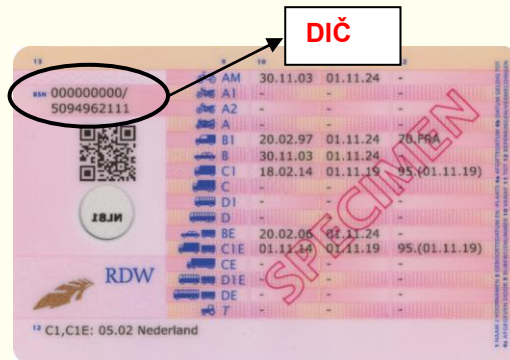 DIČ
13 9 10 12
BSN 000000000/
5094962111
AM 30.11.03 01.11.24 -
A1 - - -
A2 - - -
A - - -
B1 20.02.97 01.11.24 70.FRA
B 30.11.03 01.11.24 -
C1 18.02.14 01.11.19 95.(01.11.19)
C - - -
D1 - - -
D - - -
BE 20.02.06 01.11.24 -
C1E 01.11.14 01.11.19 95.(01.11.19)
CE - - -
D1E - - -
DE - - -
T - - -
NLB1
RDW
SPECIMEN
12 C1,C1E: 05.02 Nederland